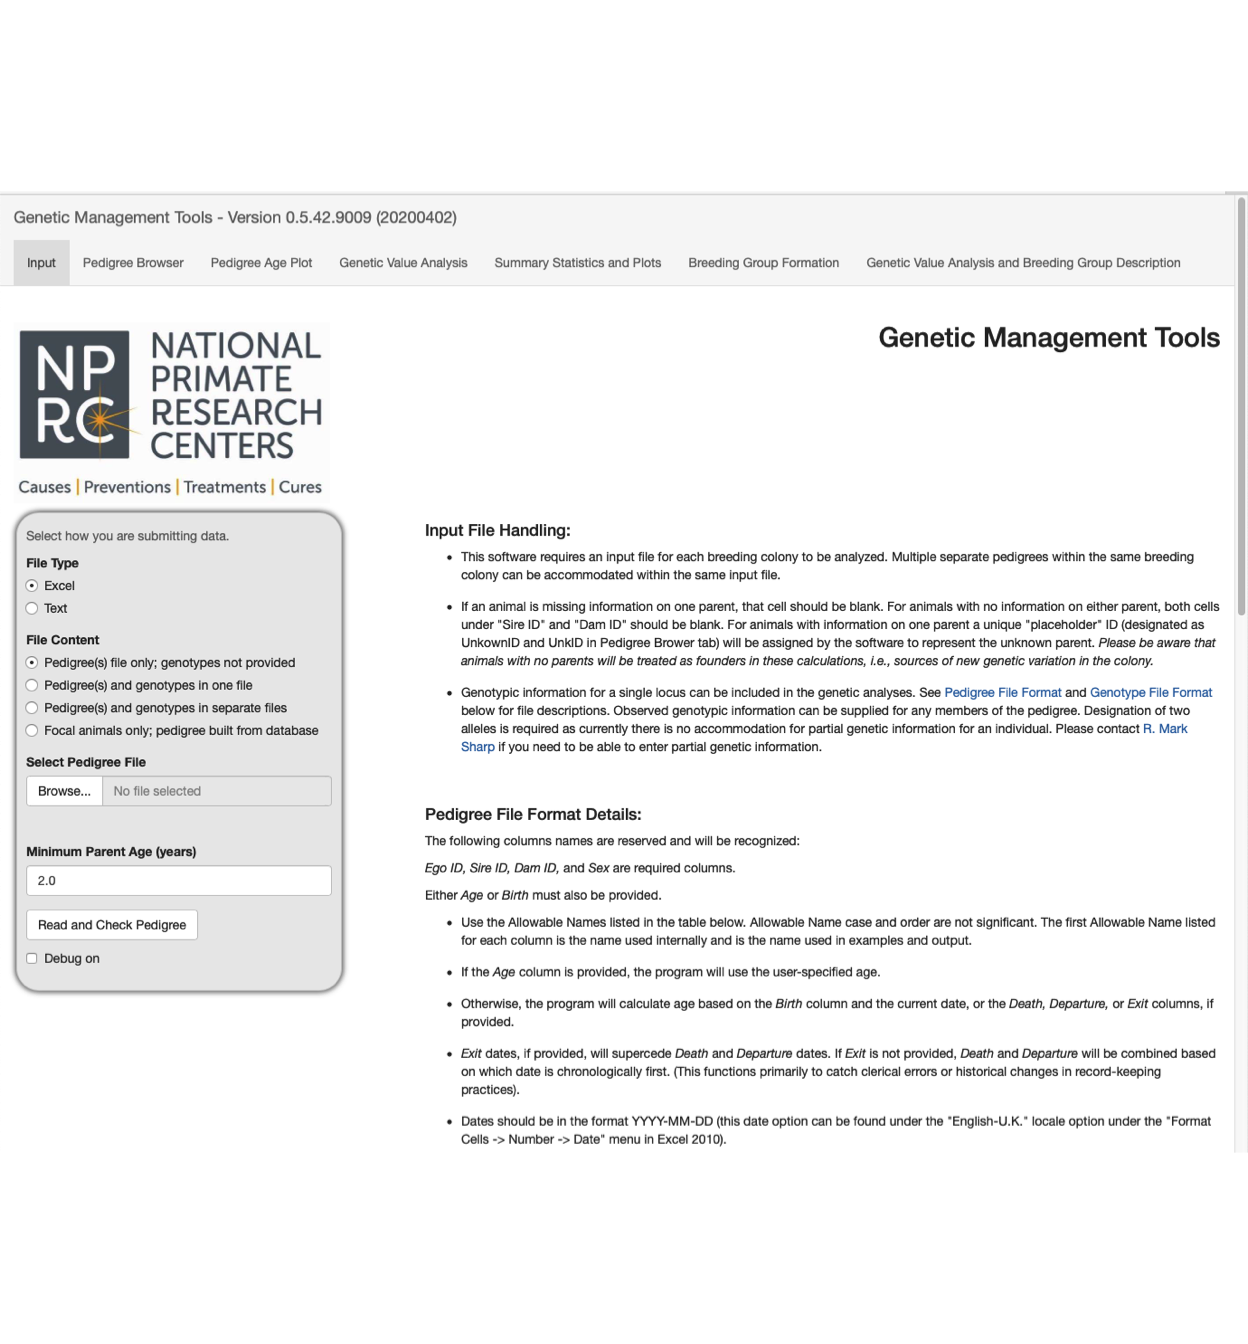 Genetic Management Tools - Version 0.5.42.9009 (20200402)
Input Pedigree Browser Pedigree Age Plot Genetic Value Analysis Summary Statistics and Plots Breeding Group Formation Genetic Value Analysis and Breeding Group Description
NP
RC
NATIONAL
PRIMATE
RESEARCH
CENTERS
Causes | Preventions | Treatments | Cures
Genetic Management Tools
Select how you are submitting data.
File Type
Excel
Text
File Content
Pedigree(s) file only; genotypes not provided
Pedigree(s) and genotypes in one file
Pedigree(s) and genotypes in separate files
Focal animals only; pedigree built from database
Select Pedigree File
Browse... No file selected
Minimum Parent Age (years)
2.0
Read and Check Pedigree
Debug on
Input File Handling:
• This software requires an input file for each breeding colony to be analyzed. Multiple separate pedigrees within the same breeding
colony can be accommodated within the same input file.
• If an animal is missing information on one parent, that cell should be blank. For animals with no information on either parent, both cells
under "Sire ID" and "Dam ID" should be blank. For animals with information on one parent a unique "placeholder" ID (designated as
UnkownID and UnkID in Pedigree Brower tab) will be assigned by the software to represent the unknown parent. Please be aware that
animals with no parents will be treated as founders in these calculations, i.e., sources of new genetic variation in the colony.
• Genotypic information for a single locus can be included in the genetic analyses. See Pedigree File Format and Genotype File Format
below for file descriptions. Observed genotypic information can be supplied for any members of the pedigree. Designation of two
alleles is required as currently there is no accommodation for partial genetic information for an individual. Please contact R. Mark
Sharp if you need to be able to enter partial genetic information.
Pedigree File Format Details:
The following columns names are reserved and will be recognized:
Ego ID, Sire ID, Dam ID, and Sex are required columns.
Either Age or Birth must also be provided.
• Use the Allowable Names listed in the table below. Allowable Name case and order are not significant. The first Allowable Name listed
for each column is the name used internally and is the name used in examples and output.
• If the Age column is provided, the program will use the user-specified age.
• Otherwise, the program will calculate age based on the Birth column and the current date, or the Death, Departure, or Exit columns, if
provided.
• Exit dates, if provided, will supercede Death and Departure dates. If Exit is not provided, Death and Departure will be combined based
on which date is chronologically first. (This functions primarily to catch clerical errors or historical changes in record-keeping
practices).
• Dates should be in the format YYYY-MM-DD (this date option can be found under the "English-U.K." locale option under the "Format
Cells -> Number -> Date" menu in Excel 2010).